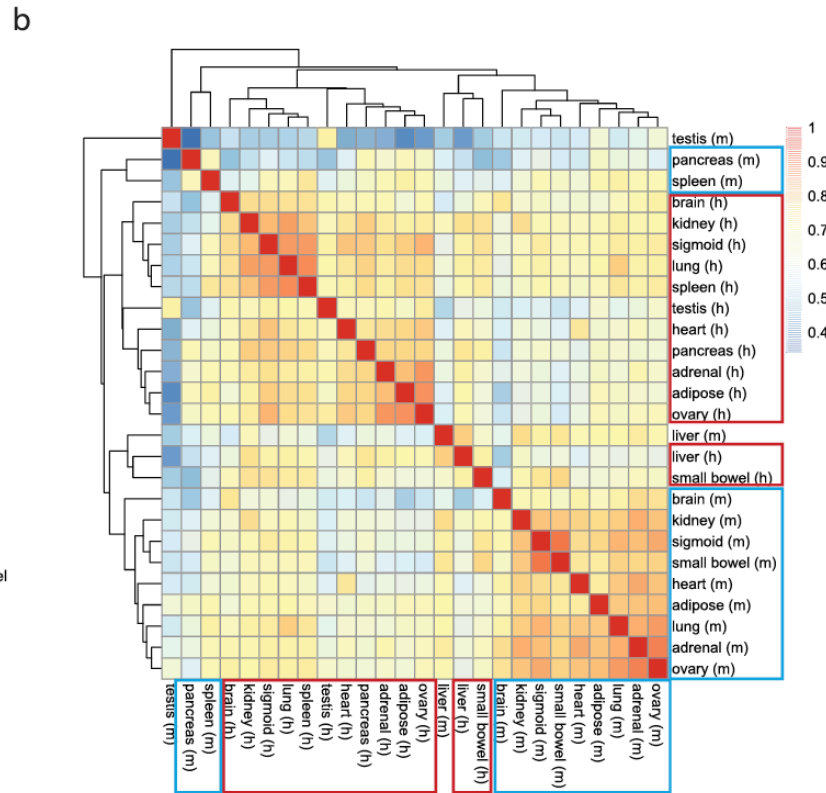 b
testis (m)
pancreas (m)
spleen (m)
brain (h)
kidney (h)
sigmoid (h)
lung (h)
spleen (h)
testis (h)
heart (h)
pancreas (h)
adrenal (h)
adipose (h)
ovary (h)
liver (m)
liver (h)
small bowel (h)
brain (m)
kidney (m)
sigmoid (m)
small bowel (m)
heart (m)
adipose (m)
lung (m)
adrenal (m)
ovary (m)
1
0.9
0.8
0.7
0.6
0.5
0.4
el
testis (m)
pancreas (m)
spleen (m)
brain (h)
kidney (h)
sigmoid (h)
lung (h)
spleen (h)
testis (h)
heart (h)
pancreas (h)
adrenal (h)
adipose (h)
ovary (h)
liver (m)
liver (h)
small bowel (h)
brain (m)
kidney (m)
sigmoid (m)
small bowel (m)
heart (m)
adipose (m)
lung (m)
adrenal (m)
ovary (m)